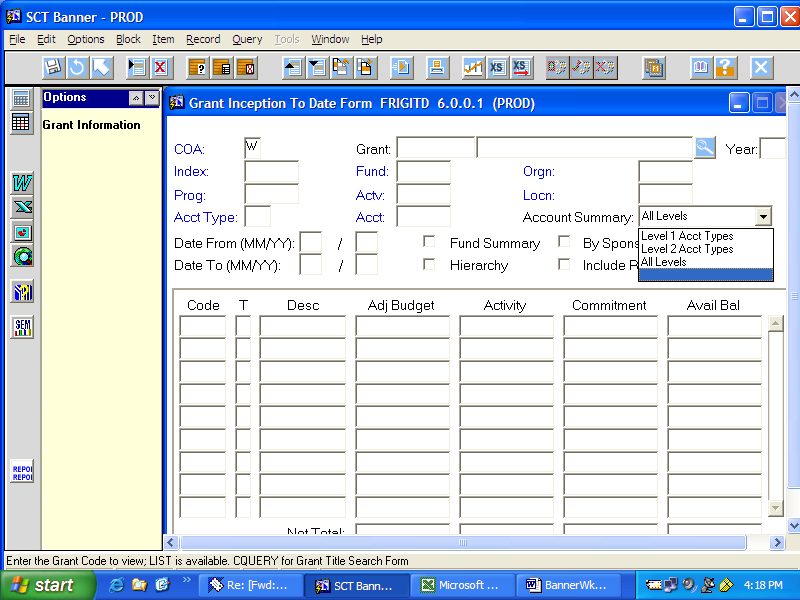 SCT Banner - PROD
File Edit Options Block Item Record Query Tools Window Help
XS XS
Options
Grant Inception To Date Form FRIGITD 6.0.0.1 (PROD)
Grant Information
COA: W Grant: Year:
Index: Fund: Orgn:
Prog: Actv: Locn:
Acct Type: Acct: Account Summary: All Levels
Level 1 Acct Types
Level 2 Acct Types
All Levels
Date From (MM/YY): / Fund Summary By Spons
Date To (MM/YY): / Hierarchy Include R
Code T Desc Adj Budget Activity Commitment Avail Bal
Net Total:
W
X
SEM
REPO
REPO
Enter the Grant Code to view; LIST is available. CQUERY for Grant Title Search Form
start Re: [Fwd:... SCT Bann... Microsoft ... BannerWk... 4:18 PM